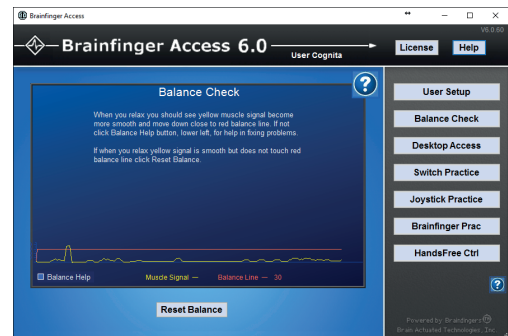 Brainfinger Access
V6.0.60
Brainfinger Access 6.0
User Cognita
License
Help
Balance Check
?
When you relax you should see yellow muscle signal become
more smooth and move down close to red balance line. If not
click Balance Help button, lower left, for help in fixing problems.
If when you relax yellow signal is smooth but does not touch red
balance line click Reset Balance.
Balance Help
Muscle Signal —
Balance Line — 30
Reset Balance
User Setup
Balance Check
Desktop Access
Switch Practice
Joystick Practice
Brainfinger Prac
HandsFree Ctrl
?
Powered by Brainfingers
Brain Actuated Technologies, Inc.